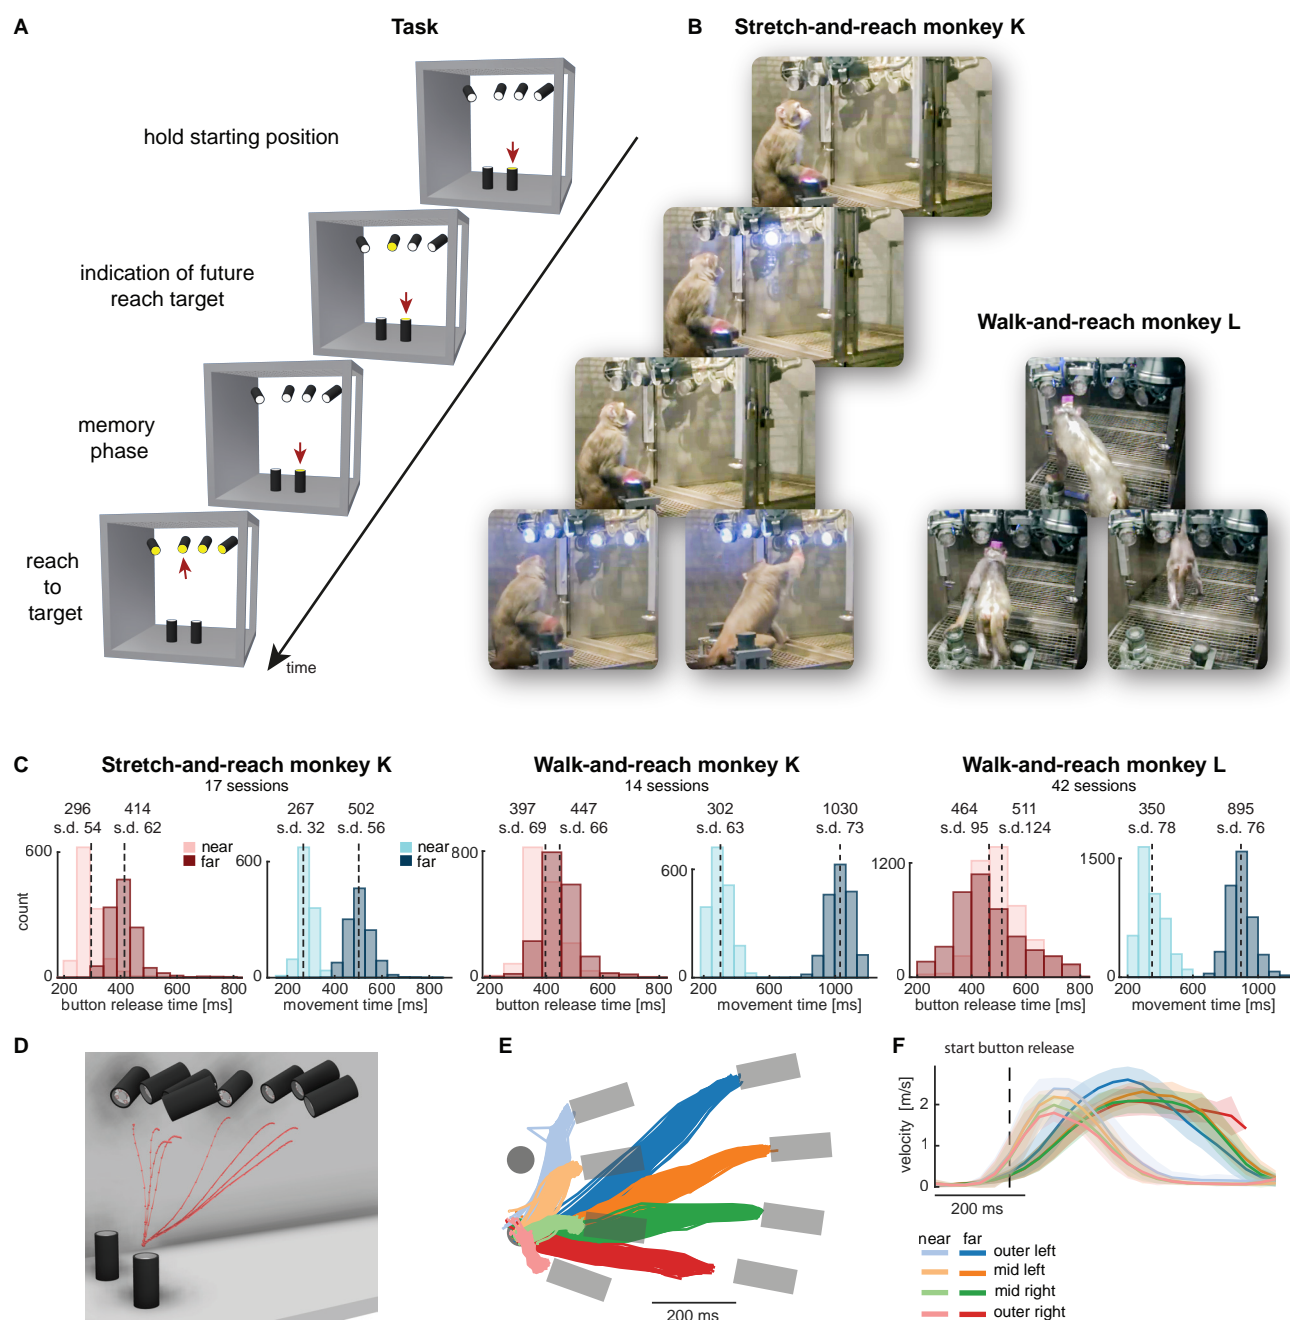 A
Task
hold starting position
indication of future
reach target
memory
phase
reach
to
target
time
B
Stretch-and-reach monkey K
Walk-and-reach monkey L
C
Stretch-and-reach monkey K
17 sessions
296
s.d. 54
414
s.d. 62
near
far
600
0
count
200 400 600 800
button release time [ms]
267
s.d. 32
502
s.d. 56
near
far
600
0
200 400 600 800
movement time [ms]
Walk-and-reach monkey K
14 sessions
397
s.d. 69
447
s.d. 66
800
0
200 400 600 800
button release time [ms]
302
s.d. 63
1030
s.d. 73
600
0
200 600 1000
movement time [ms]
Walk-and-reach monkey L
42 sessions
464
s.d. 95
511
s.d.124
1200
0
200 400 600 800
button release time [ms]
350
s.d. 78
895
s.d. 76
1500
0
200 600 1000
movement time [ms]
D
E
200 ms
F
start button release
velocity [m/s]
2
1
0
200 ms
near far
outer left
mid left
mid right
outer right